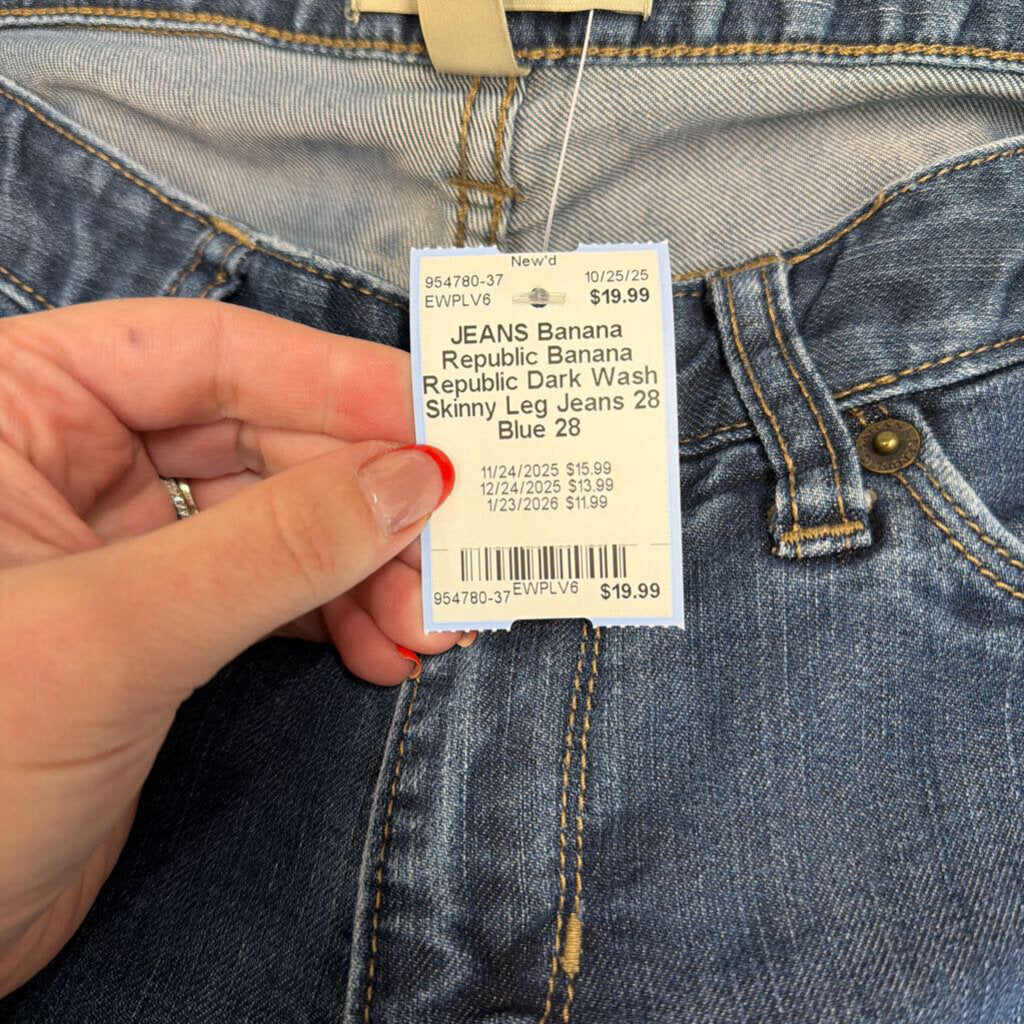 New'd
954780-37 10/25/25
EWPLV6 $19.99
JEANS Banana
Republic Banana
Republic Dark Wash
Skinny Leg Jeans 28
Blue 28
11/24/2025 $15.99
12/24/2025 $13.99
1/23/2026 $11.99
954780-37 EWPLV6 $19.99